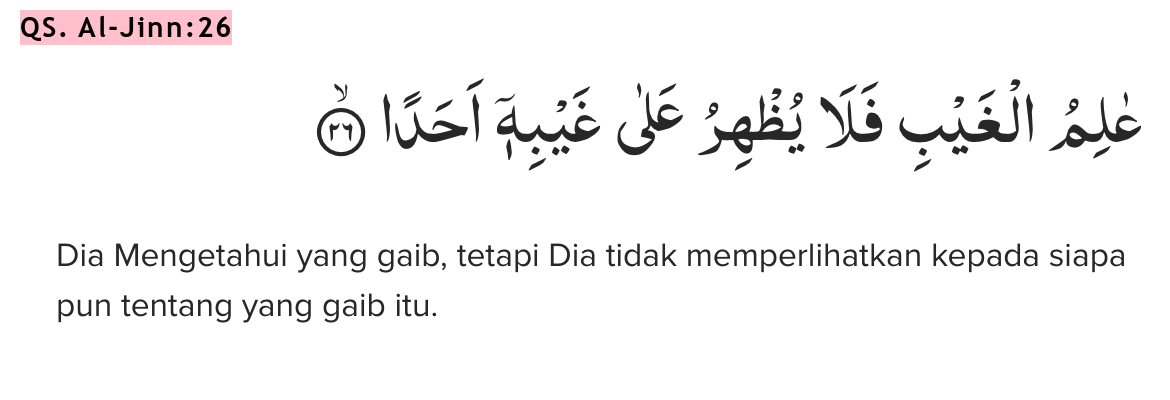 QS. Al-Jinn:26
عٰلِمُ الْغَيْبِ فَلَا يُظْهِرُ عَلٰى غَيْبِهٖٓ اَحَدًاۙ ٢٦
Dia Mengetahui yang gaib, tetapi Dia tidak memperlihatkan kepada siapa
pun tentang yang gaib itu.